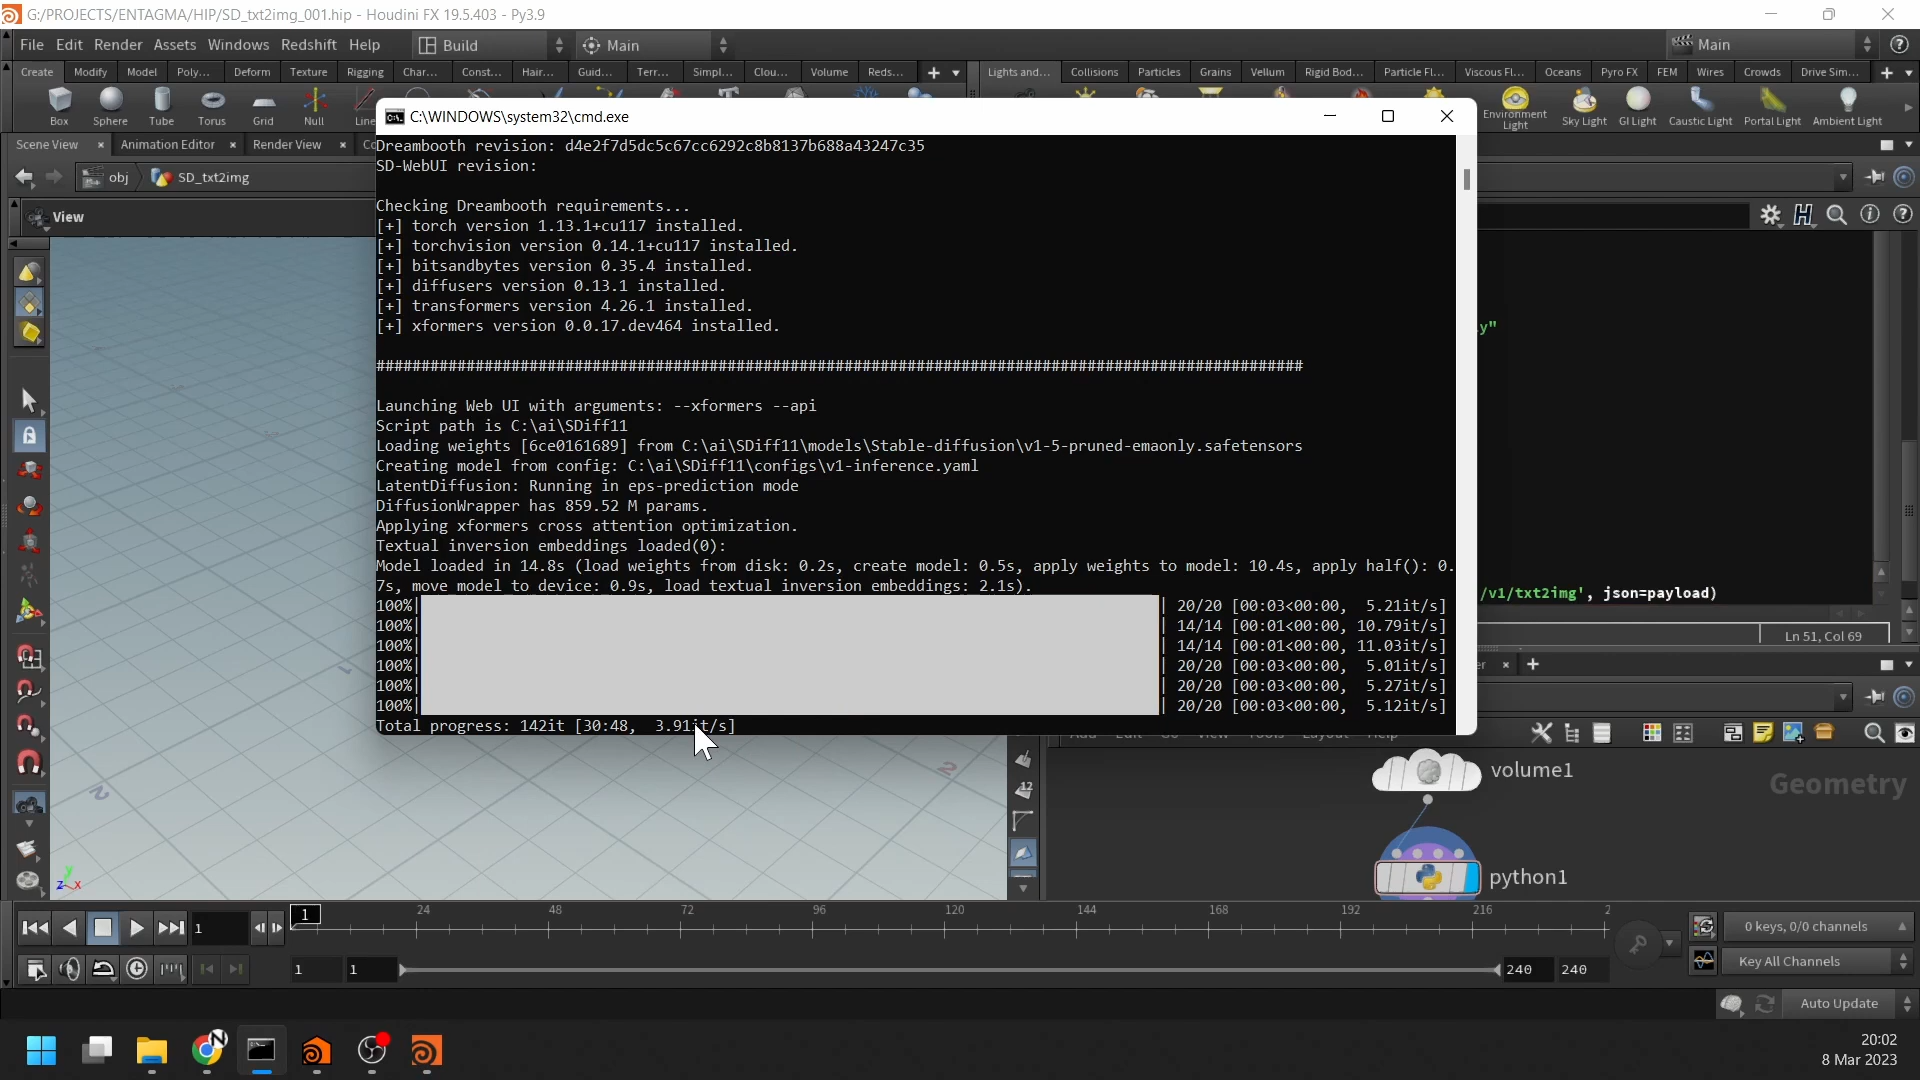 G:/PROJECTS/ENTAGMA/HIP/SD_txt2img_001.hip - Houdini FX 19.5.403 - Py3.9
File Edit Render Assets Windows Redshift Help Build Main Main
Create Modify Model Poly... Deform Texture Rigging Char... Const... Hair... Guid... Terr... Simpl... Clou... Volume Reds... Lights and... Collisions Particles Grains Vellum Rigid Bod... Particle Fl... Viscous Fl... Oceans Pyro FX FEM Wires Crowds Drive Sim...
Box Sphere Tube Torus Grid Null Line Environment Light Sky Light GI Light Caustic Light Portal Light Ambient Light
C:\WINDOWS\system32\cmd.exe
Scene View Animation Editor Render View
obj SD_txt2img
View
Dreambooth revision: d4e2f7d5dc5c67cc6292c8b8137b688a43247c35
SD-WebUI revision:
Checking Dreambooth requirements...
[+] torch version 1.13.1+cu117 installed.
[+] torchvision version 0.14.1+cu117 installed.
[+] bitsandbytes version 0.35.4 installed.
[+] diffusers version 0.13.1 installed.
[+] transformers version 4.26.1 installed.
[+] xformers version 0.0.17.dev464 installed.
#######################################################################################################
Launching Web UI with arguments: --xformers --api
Script path is C:\ai\SDiff11
Loading weights [6ce0161689] from C:\ai\SDiff11\models\Stable-diffusion\v1-5-pruned-emaonly.safetensors
Creating model from config: C:\ai\SDiff11\configs\v1-inference.yaml
LatentDiffusion: Running in eps-prediction mode
DiffusionWrapper has 859.52 M params.
Applying xformers cross attention optimization.
Textual inversion embeddings loaded(0):
Model loaded in 14.8s (load weights from disk: 0.2s, create model: 0.5s, apply weights to model: 10.4s, apply half(): 0.
7s, move model to device: 0.9s, load textual inversion embeddings: 2.1s).
100%| | 20/20 [00:03<00:00, 5.21it/s]
100%| | 14/14 [00:01<00:00, 10.79it/s]
100%| | 14/14 [00:01<00:00, 11.03it/s]
100%| | 20/20 [00:03<00:00, 5.01it/s]
100%| | 20/20 [00:03<00:00, 5.27it/s]
100%| | 20/20 [00:03<00:00, 5.12it/s]
Total progress: 142it [30:48, 3.91it/s]
y"
/v1/txt2img', json=payload)
Ln 51, Col 69
volume1
Geometry
python1
1 24 48 72 96 120 144 168 192 216 2
1 0 keys, 0/0 channels
1 1 240 240 Key All Channels
Auto Update
20:02
8 Mar 2023